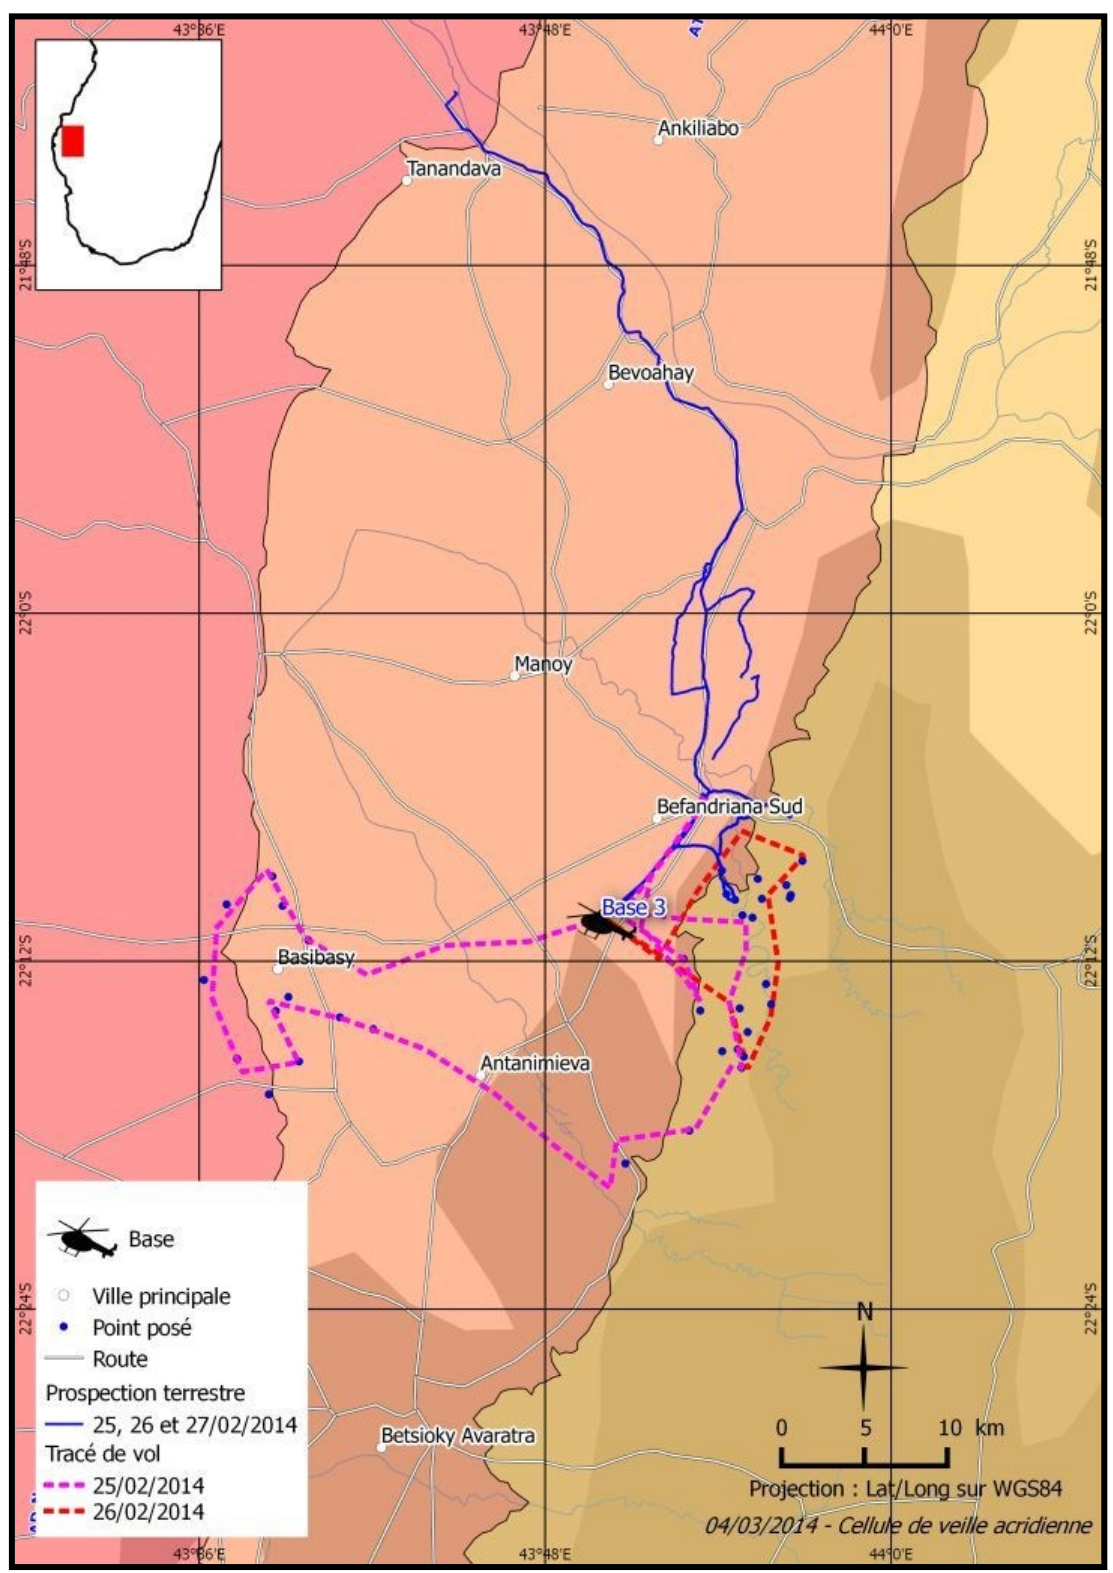 43°36'E
43°48'E
44°0'E
Ankiliabo
Tanandava
21°48'S
21°48'S
Bevoahay
22°0'S
22°0'S
Manoy
Befandriana Sud
Base 3
22°12'S
22°12'S
Basibasy
Antanimieva
22°24'S
22°24'S
Base
Ville principale
Point posé
Route
Prospection terrestre
25, 26 et 27/02/2014
Tracé de vol
25/02/2014
26/02/2014
Betsioky Avaratra
N
0 5 10 km
Projection : Lat/Long sur WGS84
04/03/2014 - Cellule de veille acridienne
43°36'E
43°48'E
44°0'E